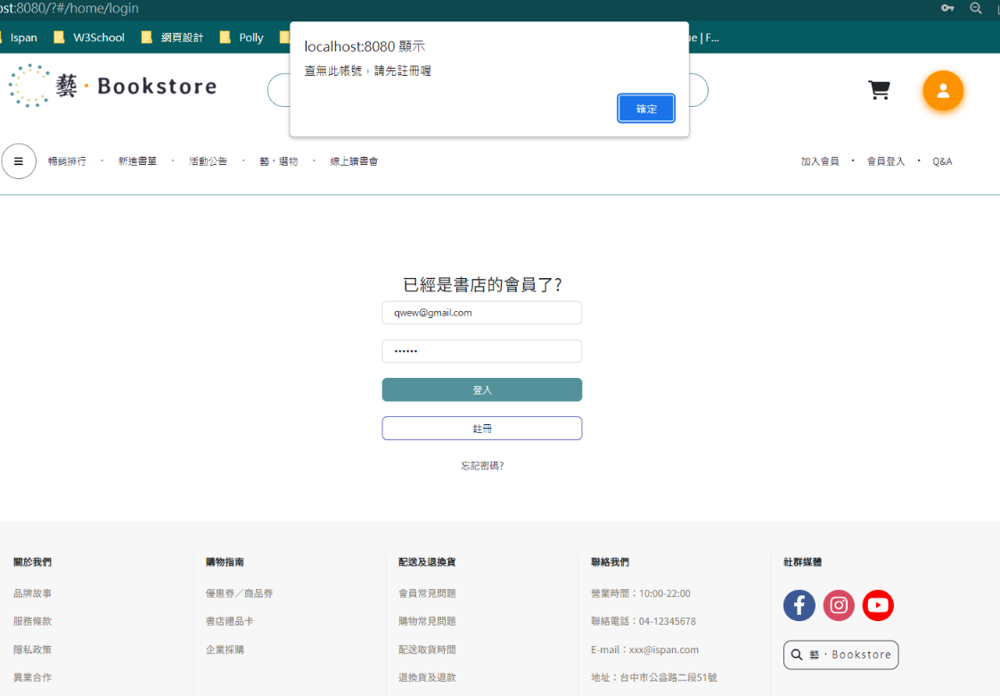 ost:8080/?#/home/login
Ispan W3School 網頁設計 Polly ue | F...
localhost:8080 顯示
查無此帳號，請先註冊喔
確定
藝·Bookstore
暢銷排行 · 新進書單 · 活動公告 · 藝·選物 · 線上讀書會
加入會員 · 會員登入 · Q&A
已經是書店的會員了?
qwew@gmail.com
••••••
登入
註冊
忘記密碼?
關於我們
品牌故事
服務條款
隱私政策
異業合作
購物指南
優惠券／商品券
書店禮品卡
企業採購
配送及退換貨
會員常見問題
購物常見問題
配送取貨時間
退換貨及退款
聯絡我們
營業時間：10:00-22:00
聯絡電話：04-12345678
E-mail：xxx@ispan.com
地址：台中市公益路二段51號
社群媒體
藝·Bookstore